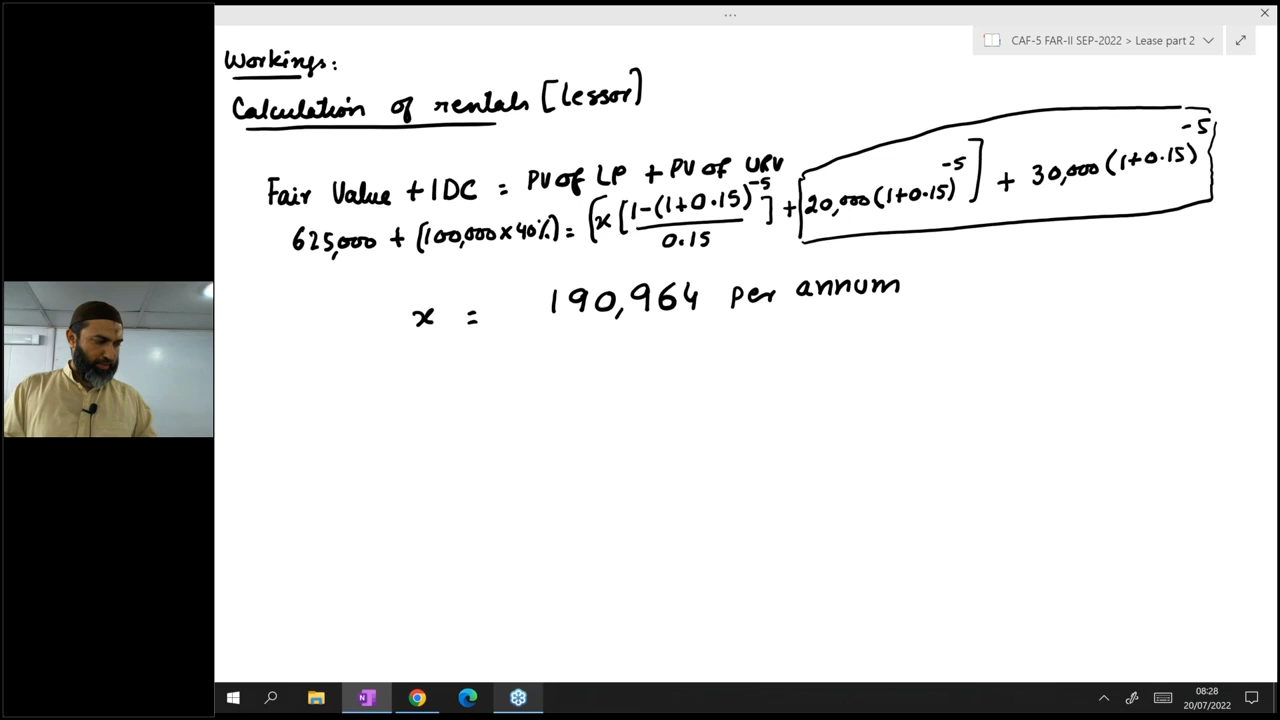 CAF-5 FAR-II SEP-2022 > Lease part 2
Workings:
Calculation of rentals [lessor]
Fair Value + IDC = PV of LP + PV of URV
625,000 + (100,000 x 40%) = [x [1-(1+0.15)^-5 / 0.15] + 20,000(1+0.15)^-5] + 30,000(1+0.15)^-5
x = 190,964 per annum
08:28
20/07/2022